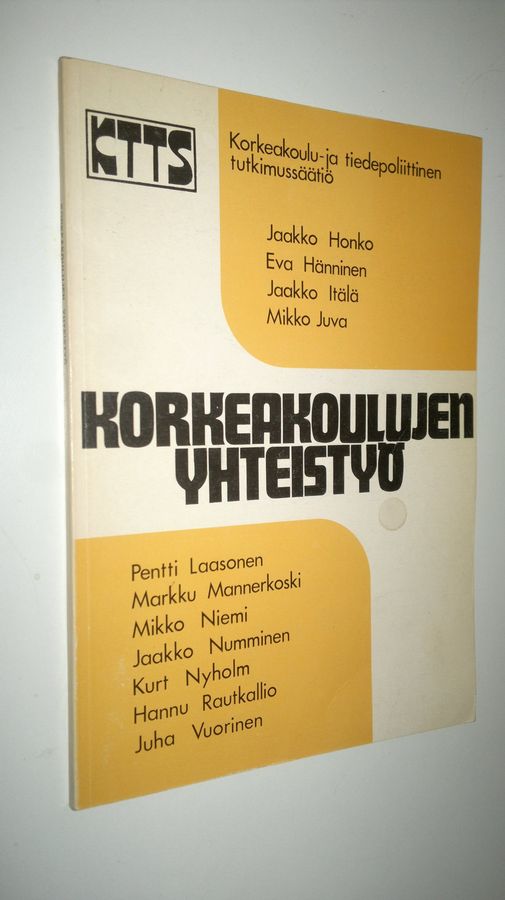 KTTS
Korkeakoulu-ja tiedepoliittinen
tutkimussäätiö
Jaakko Honko
Eva Hänninen
Jaakko Itälä
Mikko Juva
KORKEAKOULUJEN
YHTEISTYÖ
Pentti Laasonen
Markku Mannerkoski
Mikko Niemi
Jaakko Numminen
Kurt Nyholm
Hannu Rautkallio
Juha Vuorinen